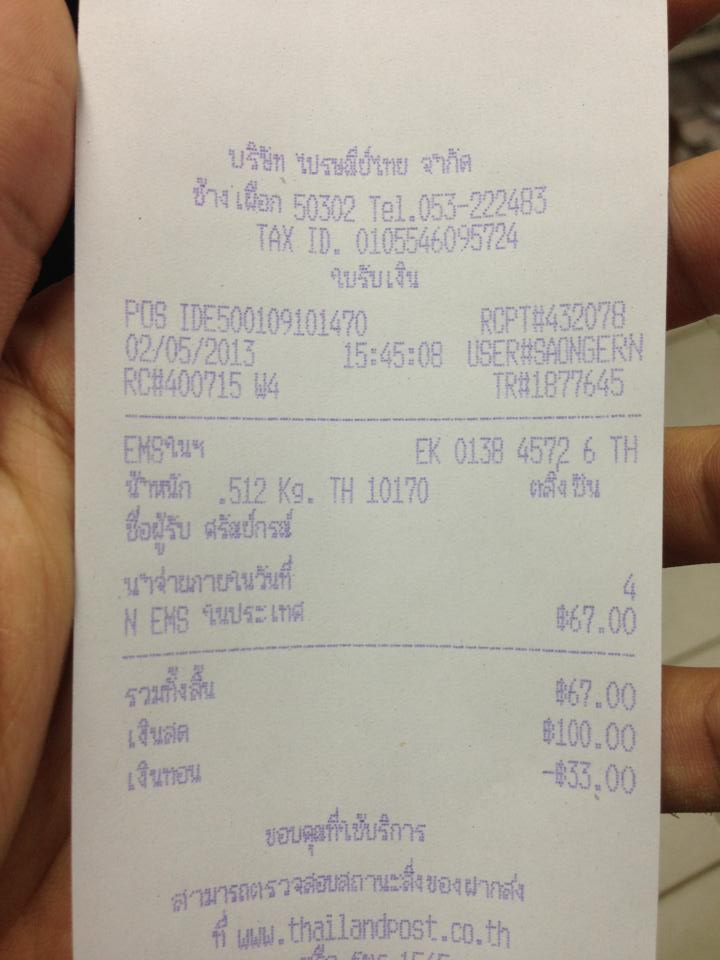 บริษัท ไปรษณีย์ไทย จำกัด
ช้างเผือก 50302 Tel.053-222483
TAX ID. 0105546095724
ใบรับเงิน
POS IDE500109101470 RCPT#432078
02/05/2013 15:45:08 USER#SAONGERN
RC#400715 W4 TR#1877645
EMSในฯ EK 0138 4572 6 TH
น้ำหนัก .512 Kg. TH 10170 ตลิ่งชัน
ชื่อผู้รับ ศรัณย์กรณ์
นำจ่ายภายในวันที่ 4
N EMS ในประเทศ ฿67.00
รวมทั้งสิ้น ฿67.00
เงินสด ฿100.00
เงินทอน -฿33.00
ขอบคุณที่ใช้บริการ
สามารถตรวจสอบสถานะสิ่งของฝากส่ง
ที่ www.thailandpost.co.th
หรือ โทร 1545